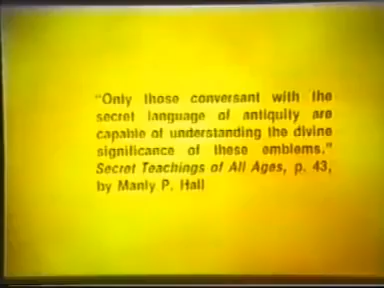 "Only those conversant with the
secret language of antiquity are
capable of understanding the divine
significance of these emblems."
Secret Teachings of All Ages, p. 43,
by Manly P. Hall